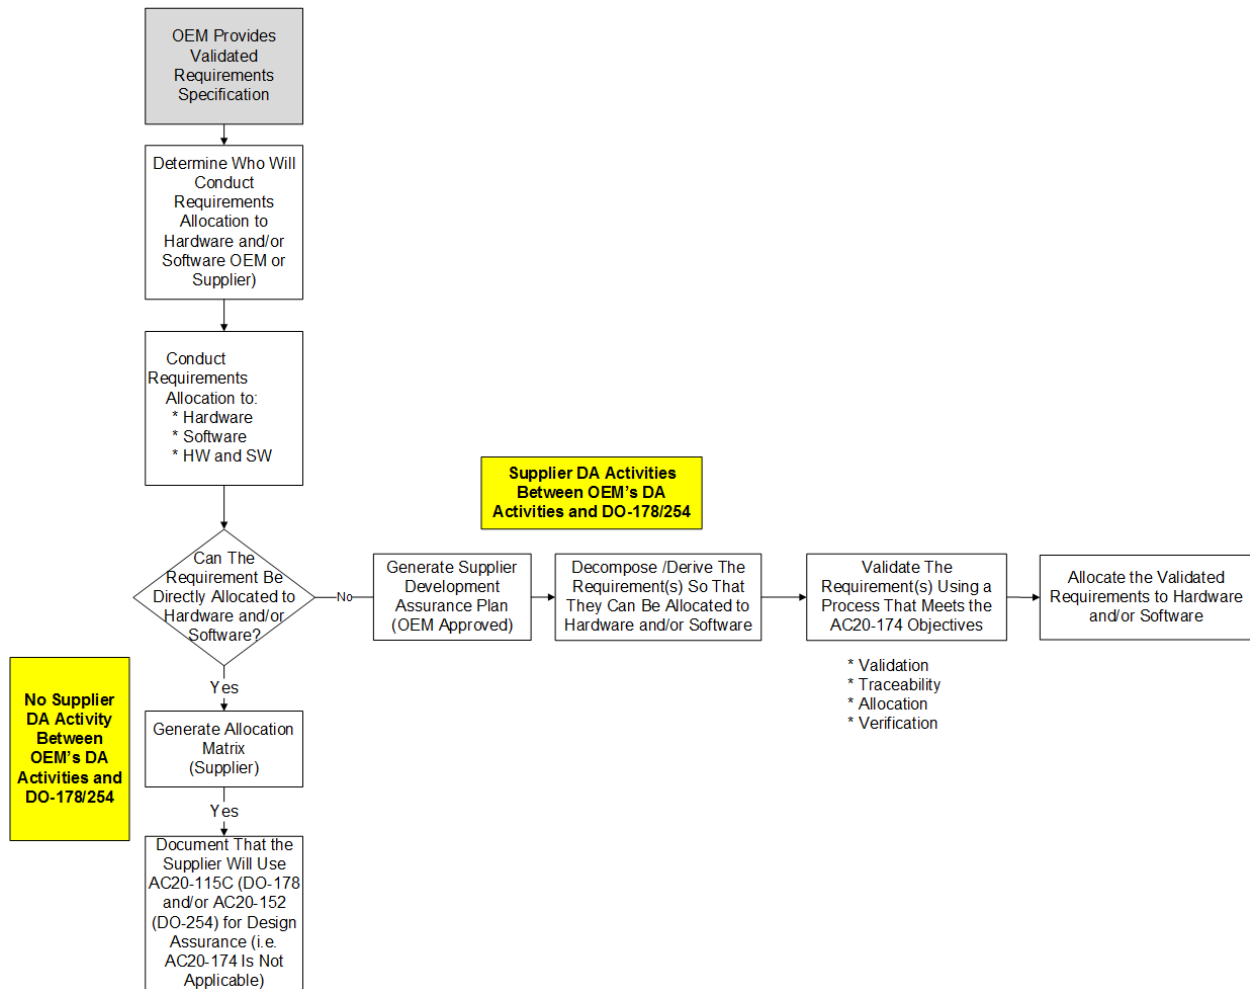 OEM Provides
Validated
Requirements
Specification
Determine Who Will
Conduct
Requirements
Allocation to
Hardware and/or
Software OEM or
Supplier)
Conduct
Requirements
Allocation to:
* Hardware
* Software
* HW and SW
Supplier DA Activities
Between OEM's DA
Activities and DO-178/254
Can The
Requirement Be
Directly Allocated to
Hardware and/or
Software?
No
Generate Supplier
Development
Assurance Plan
(OEM Approved)
Decompose /Derive The
Requirement(s) So That
They Can Be Allocated to
Hardware and/or Software
Validate The
Requirement(s) Using a
Process That Meets the
AC20-174 Objectives
Allocate the Validated
Requirements to Hardware
and/or Software
* Validation
* Traceability
* Allocation
* Verification
Yes
No Supplier
DA Activity
Between
OEM's DA
Activities and
DO-178/254
Generate Allocation
Matrix
(Supplier)
Yes
Document That the
Supplier Will Use
AC20-115C (DO-178
and/or AC20-152
(DO-254) for Design
Assurance (i.e.
AC20-174 Is Not
Applicable)